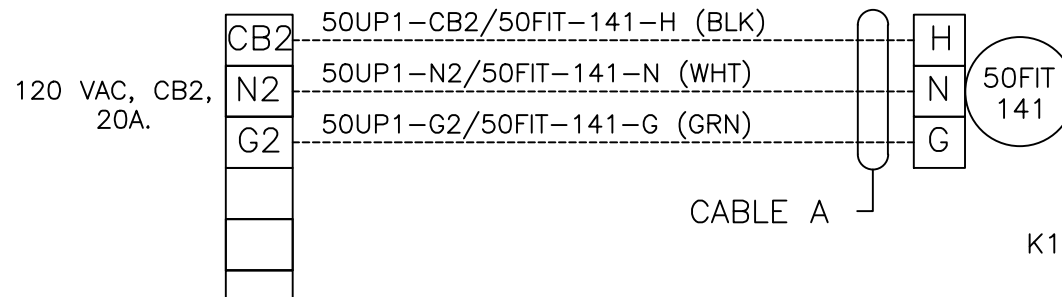 CB2 50UP1-CB2/50FIT-141-H (BLK) H
120 VAC, CB2, N2 50UP1-N2/50FIT-141-N (WHT) N 50FIT
20A. 141
G2 50UP1-G2/50FIT-141-G (GRN) G
CABLE A
K1